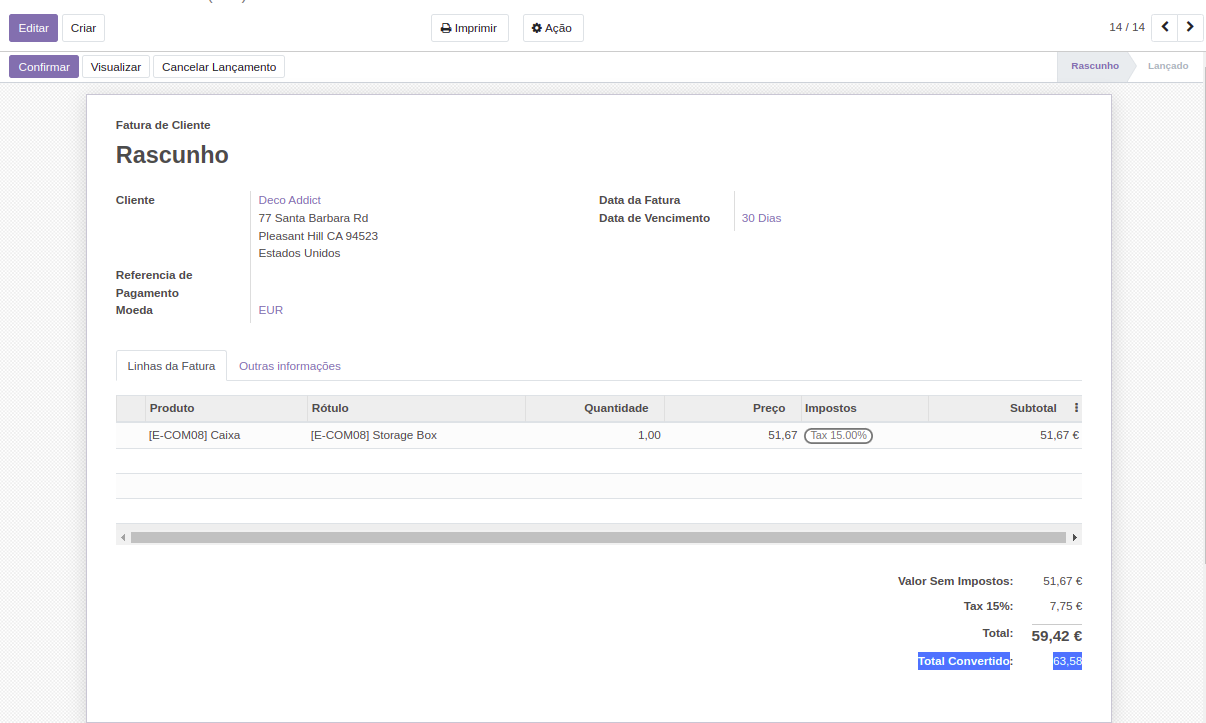 Editar Criar Imprimir Ação 14 / 14
Confirmar Visualizar Cancelar Lançamento Rascunho Lançado
Fatura de Cliente
Rascunho
Cliente Deco Addict Data da Fatura
77 Santa Barbara Rd Data de Vencimento 30 Dias
Pleasant Hill CA 94523
Estados Unidos
Referencia de
Pagamento
Moeda EUR
Linhas da Fatura Outras informações
Produto Rótulo Quantidade Preço Impostos Subtotal
[E-COM08] Caixa [E-COM08] Storage Box 1,00 51,67 Tax 15.00% 51,67 €
Valor Sem Impostos: 51,67 €
Tax 15%: 7,75 €
Total: 59,42 €
Total Convertido: 63,58